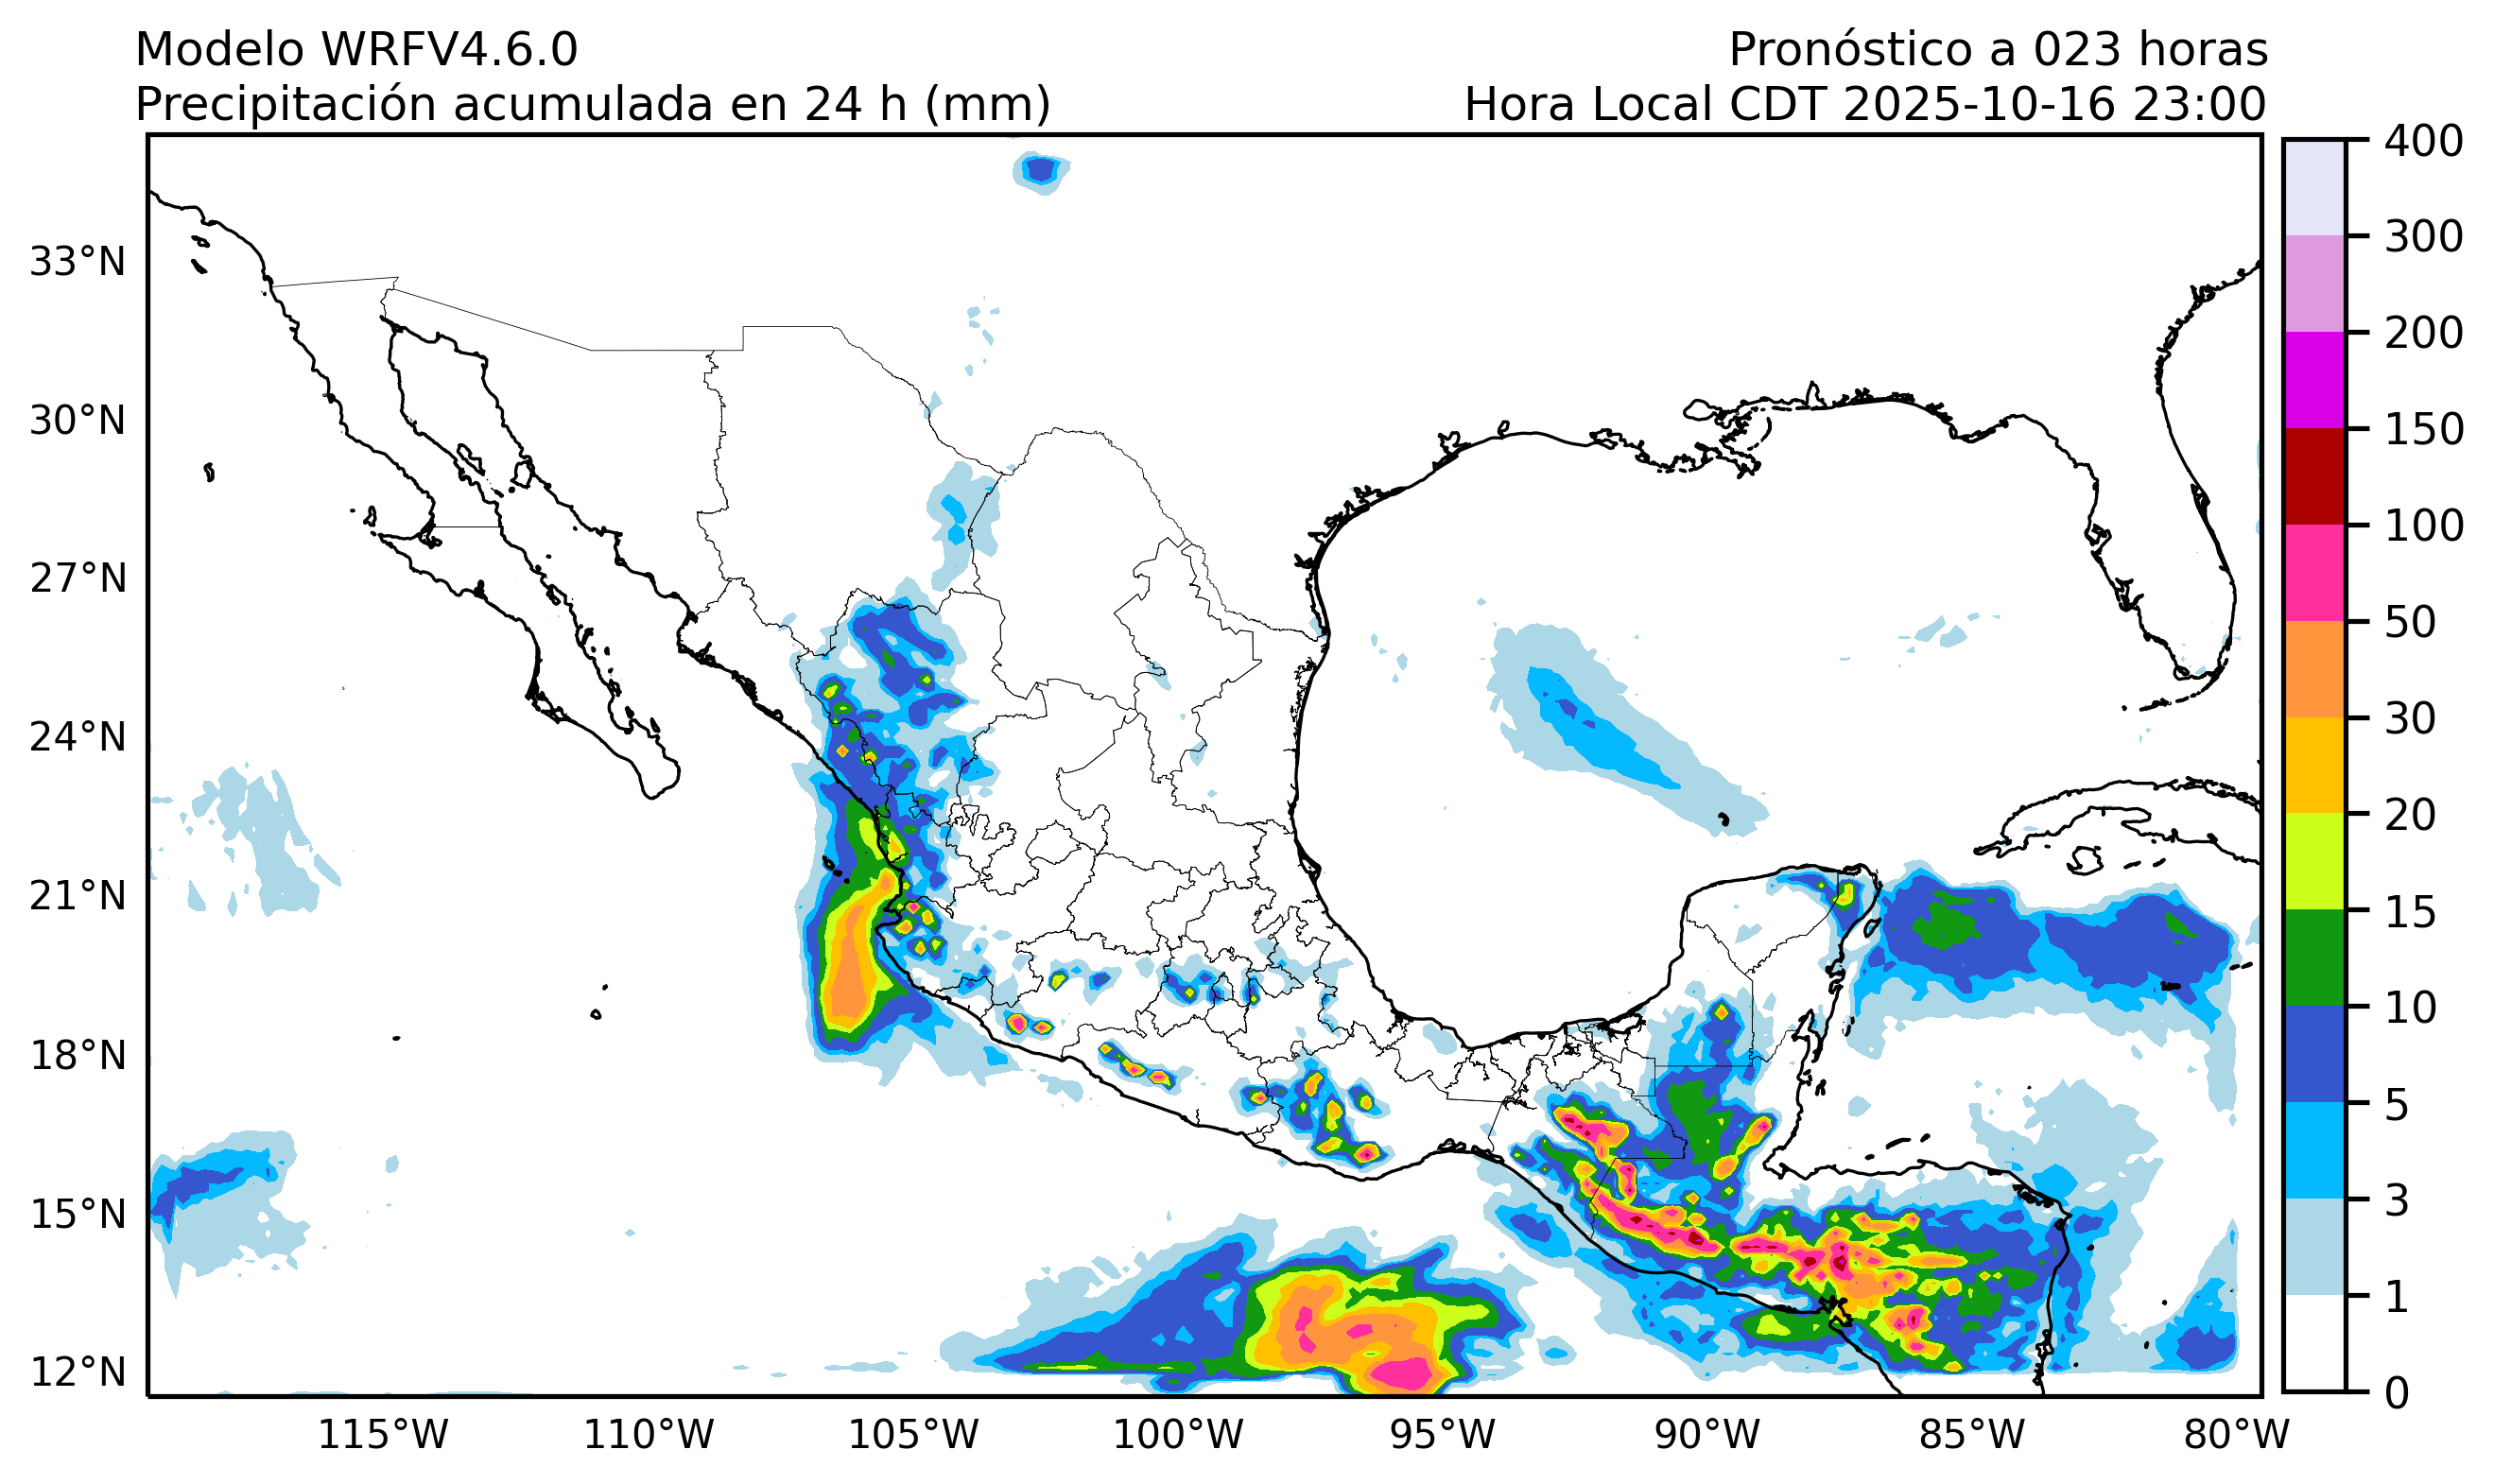 Modelo WRFV4.6.0
Pronóstico a 023 horas
Precipitación acumulada en 24 h (mm)
Hora Local CDT 2025-10-16 23:00
33°N
30°N
27°N
24°N
21°N
18°N
15°N
12°N
115°W
110°W
105°W
100°W
95°W
90°W
85°W
80°W
400
300
200
150
100
50
30
20
15
10
5
3
1
0